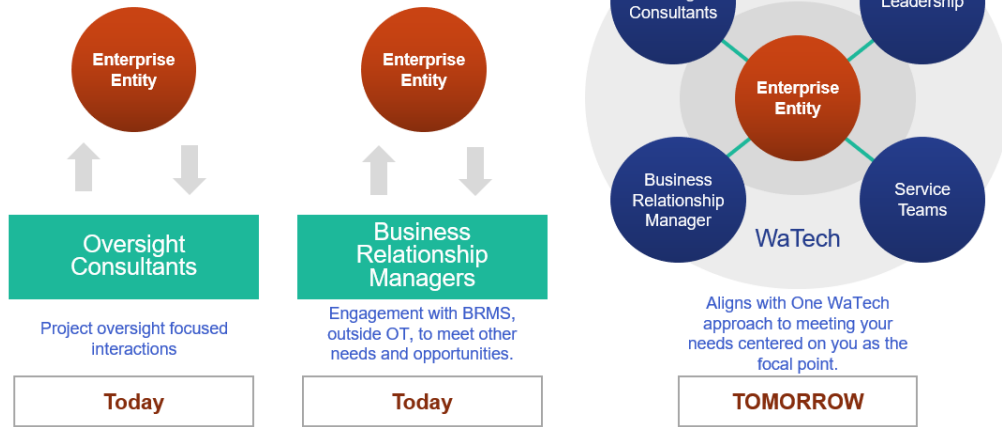 Enterprise
Entity
Oversight
Consultants
Project oversight focused
interactions
Today
Enterprise
Entity
Business
Relationship
Managers
Engagement with BRMS,
outside OT, to meet other
needs and opportunities.
Today
Consultants
Leadership
Enterprise
Entity
Business
Relationship
Manager
Service
Teams
WaTech
Aligns with One WaTech
approach to meeting your
needs centered on you as the
focal point.
TOMORROW